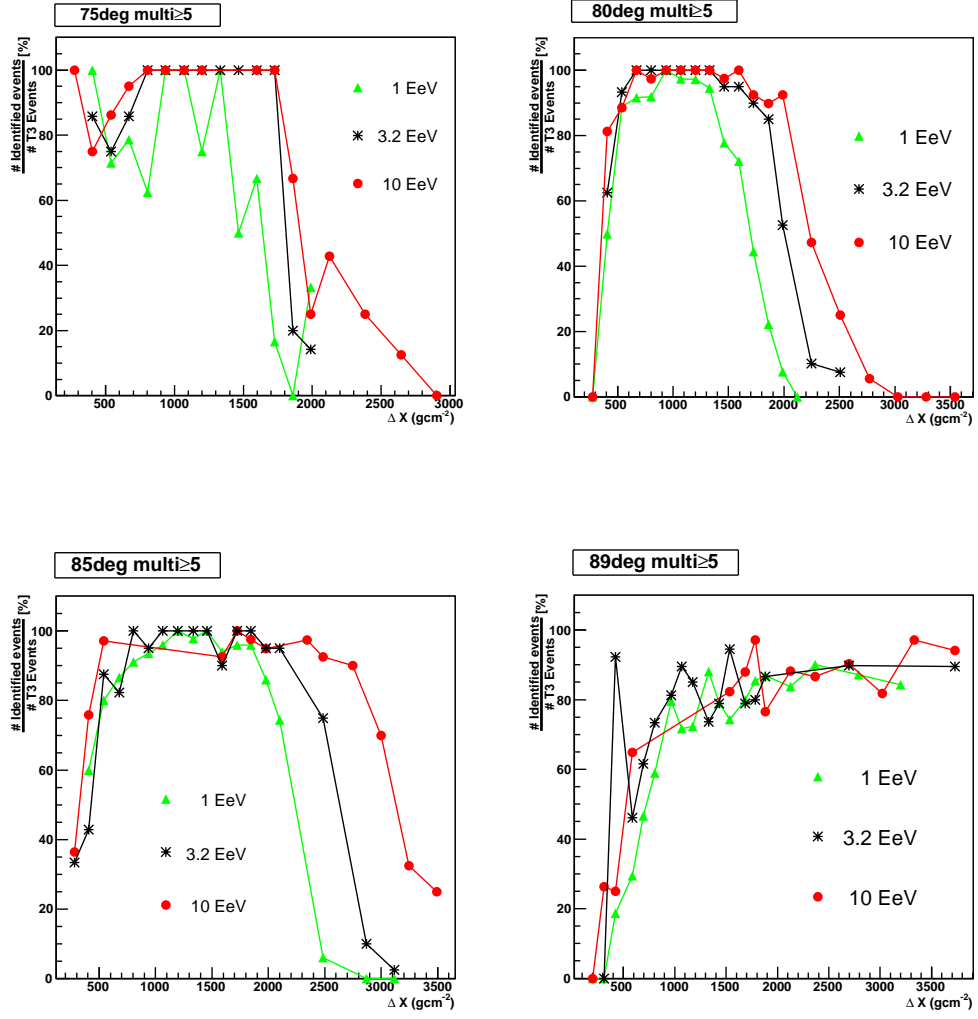 75deg multi≥5
# Identified events [%]
# T3 Events
100
80
60
40
20
0
1 EeV
3.2 EeV
10 EeV
500 1000 1500 2000 2500 3000
Δ X (gcm-2)
80deg multi≥5
# Identified events [%]
# T3 Events
100
80
60
40
20
0
1 EeV
3.2 EeV
10 EeV
500 1000 1500 2000 2500 3000 3500
Δ X (gcm-2)
85deg multi≥5
# Identified events [%]
# T3 Events
100
80
60
40
20
0
1 EeV
3.2 EeV
10 EeV
500 1000 1500 2000 2500 3000 3500
Δ X (gcm-2)
89deg multi≥5
# Identified events [%]
# T3 Events
100
80
60
40
20
0
1 EeV
3.2 EeV
10 EeV
500 1000 1500 2000 2500 3000 3500
Δ X (gcm-2)